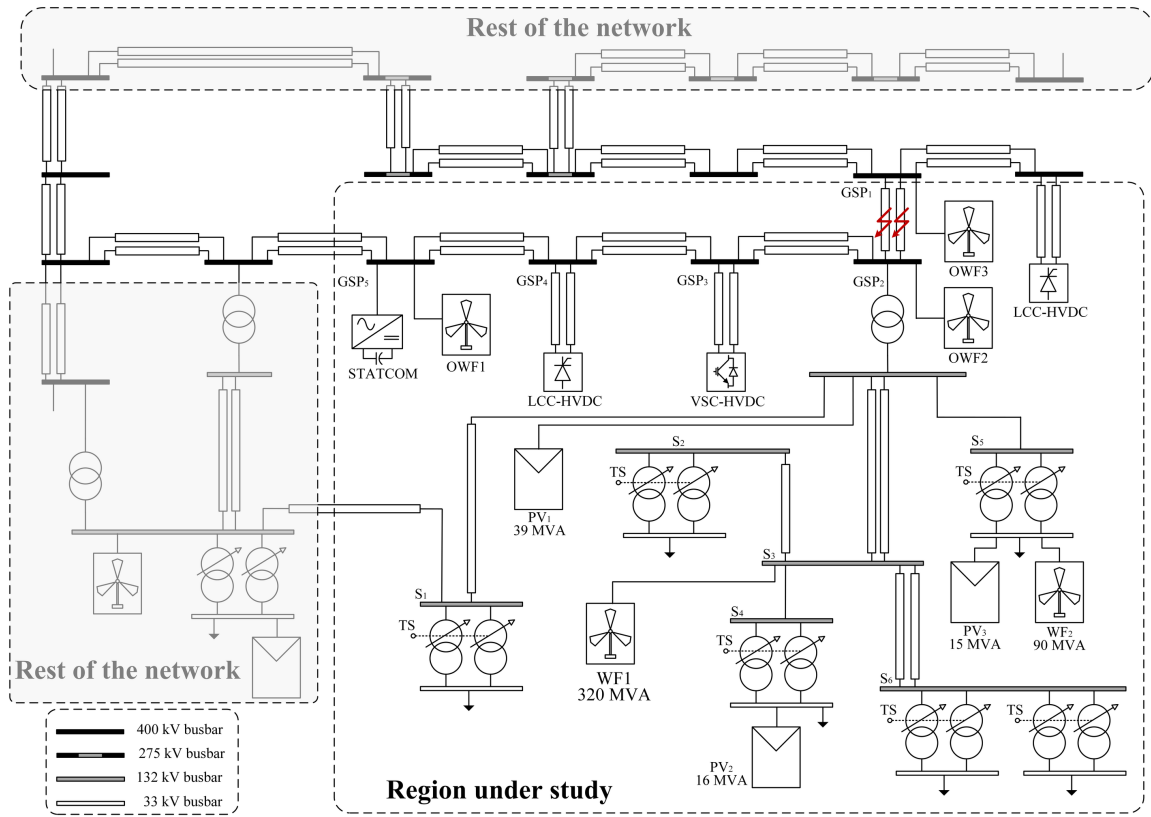 Rest of the network
GSP1
OWF3
LCC-HVDC
GSP5
GSP4
GSP3
GSP2
STATCOM
OWF1
LCC-HVDC
VSC-HVDC
OWF2
S2
S5
TS
TS
PV1
39 MVA
S3
S1
TS
S4
TS
PV3
15 MVA
WF2
90 MVA
WF1
320 MVA
Rest of the network
S6
TS
TS
PV2
16 MVA
400 kV busbar
275 kV busbar
132 kV busbar
33 kV busbar
Region under study